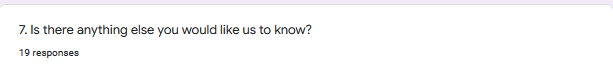 7. Is there anything else you would like us to know?
19 responses